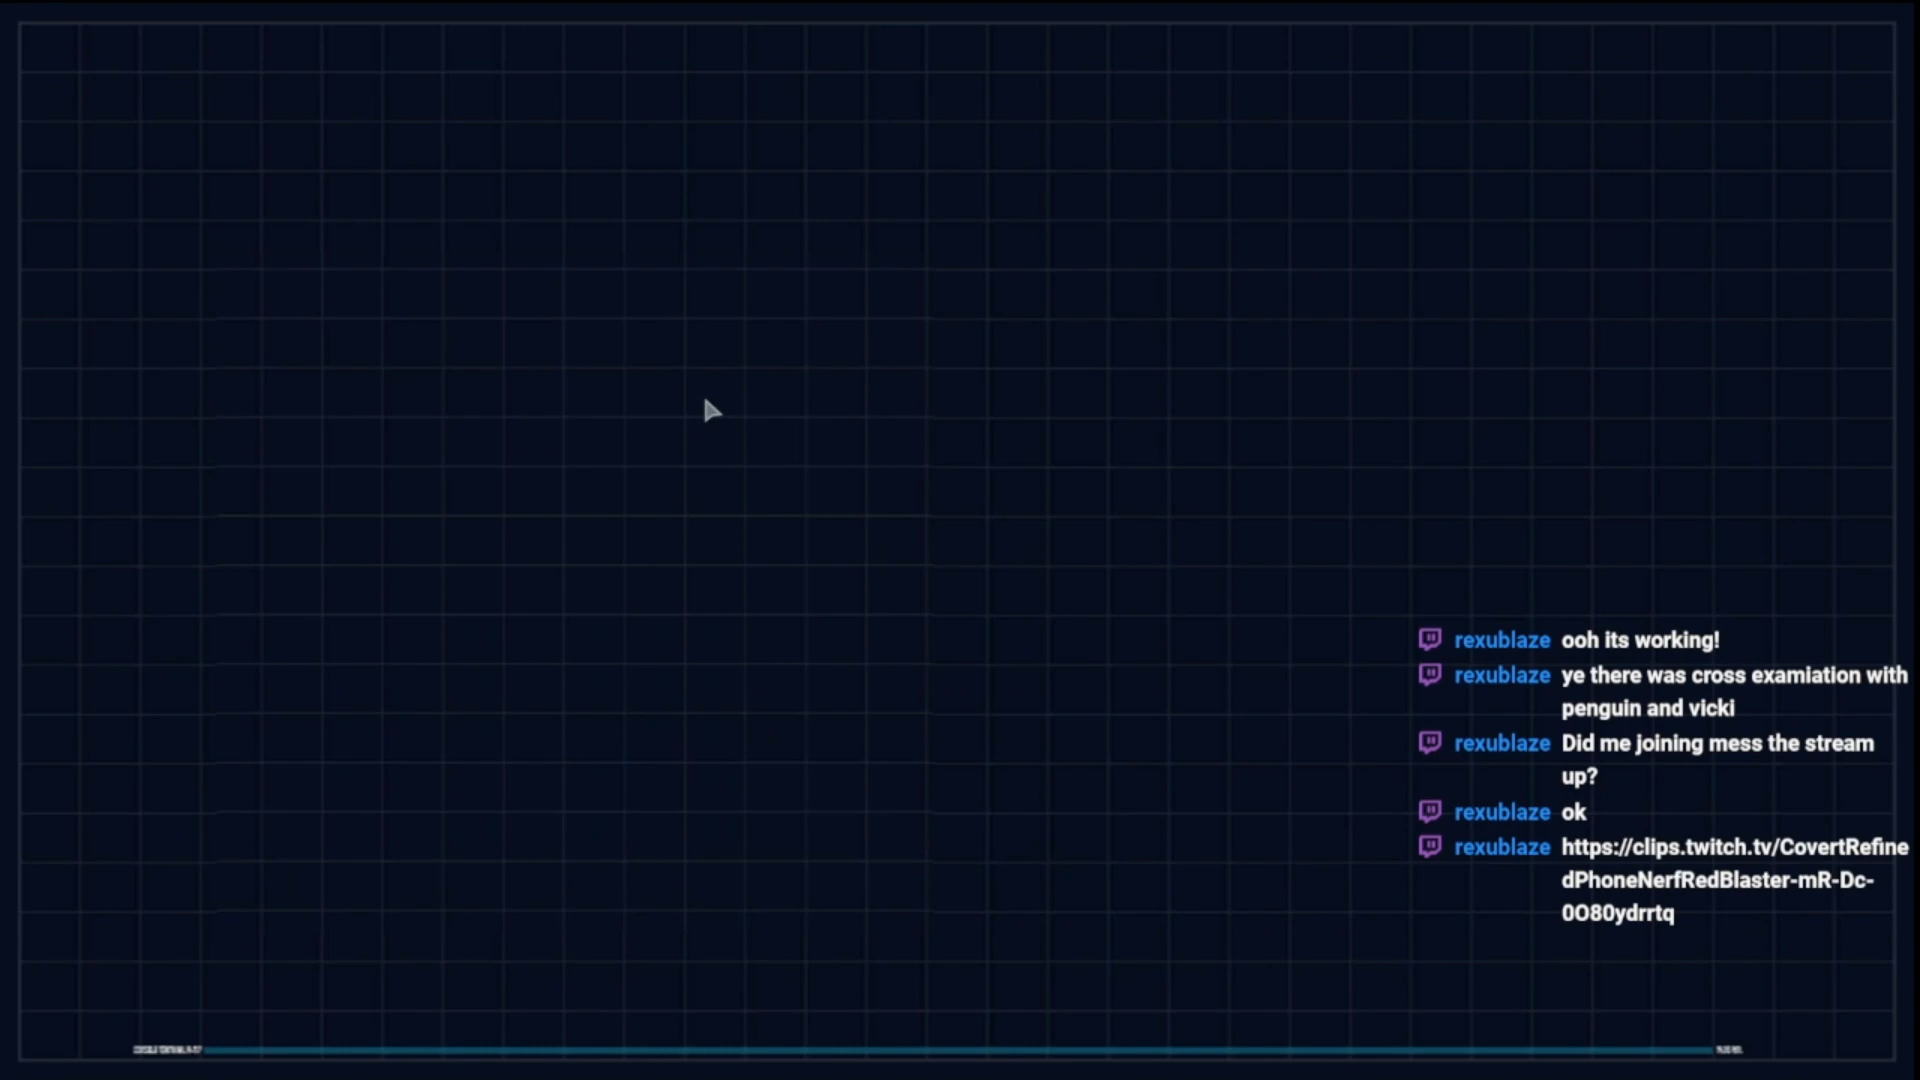 rexublaze ooh its working!
rexublaze ye there was cross examiation with
penguin and vicki
rexublaze Did me joining mess the stream
up?
rexublaze ok
rexublaze https://clips.twitch.tv/CovertRefine
dPhoneNerfRedBlaster-mR-Dc-
0O80ydrrtq